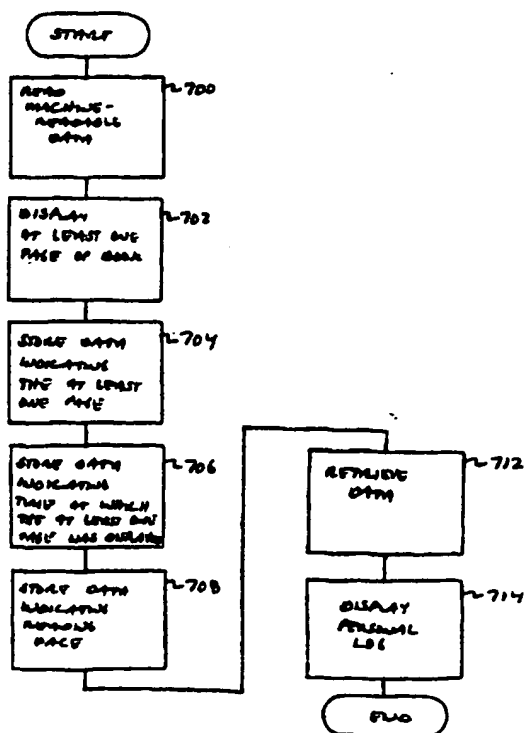 START
READ
MACHINE-
READABLE
DATA
700
DISPLAY
AT LEAST ONE
PAGE OF BOOK
702
STORE DATA
INDICATING
THE AT LEAST
ONE PAGE
704
STORE DATA
INDICATING
TIME AT WHICH
THE AT LEAST ONE
PAGE WAS DISPLAYED
706
STORE DATA
INDICATING
READING
PACE
708
RETRIEVE
DATA
712
DISPLAY
PERSONAL
LOG
714
END